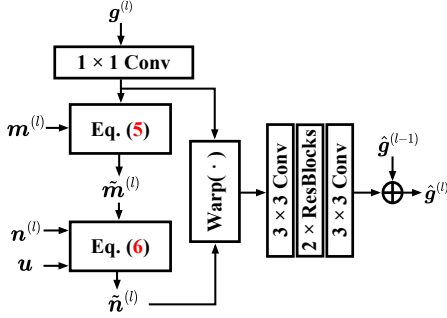 g^(l)
1 × 1 Conv
m^(l)
Eq. (5)
m̃^(l)
n^(l)
u
Eq. (6)
ñ^(l)
Warp( · )
3 × 3 Conv
2 × ResBlocks
3 × 3 Conv
ĝ^(l-1)
ĝ^(l)